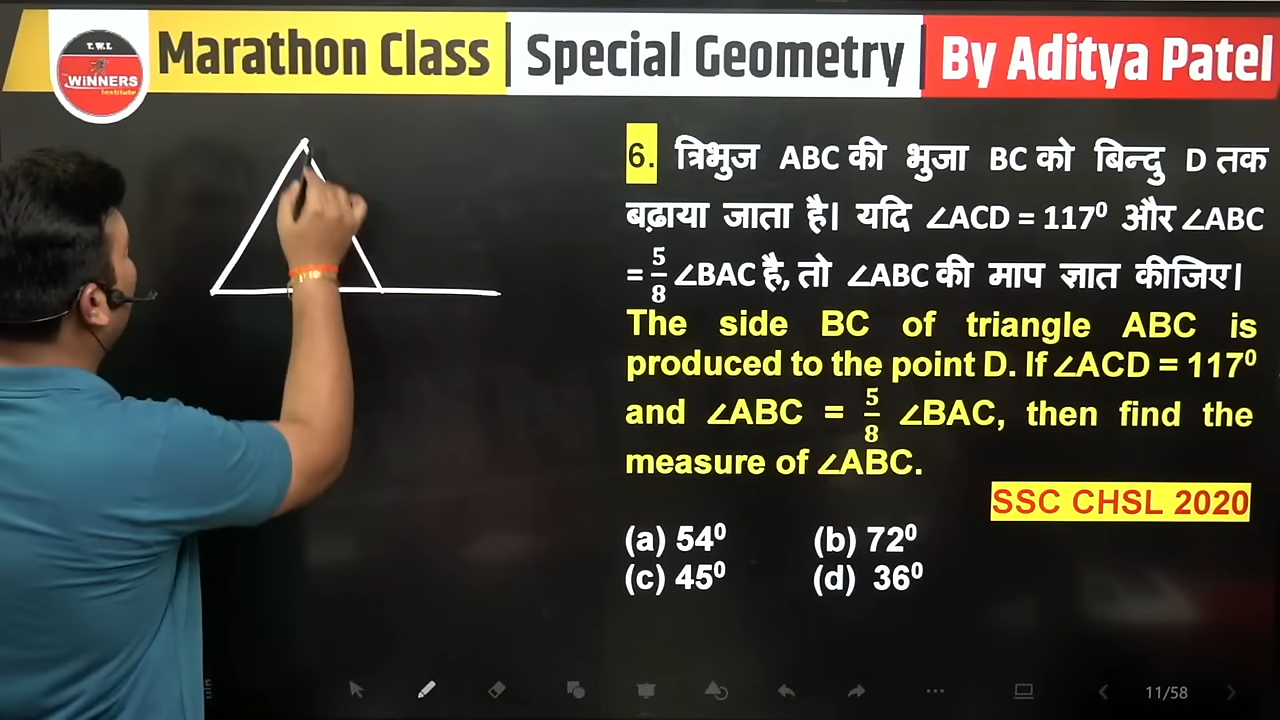 T.W.I.
The WINNERS
Institute
Marathon Class | Special Geometry | By Aditya Patel
6. त्रिभुज ABC की भुजा BC को बिन्दु D तक
बढ़ाया जाता है। यदि ∠ACD = 117⁰ और ∠ABC
= 5/8 ∠BAC है, तो ∠ABC की माप ज्ञात कीजिए।
The side BC of triangle ABC is
produced to the point D. If ∠ACD = 117⁰
and ∠ABC = 5/8 ∠BAC, then find the
measure of ∠ABC.
SSC CHSL 2020
(a) 54⁰ (b) 72⁰
(c) 45⁰ (d) 36⁰
11/58